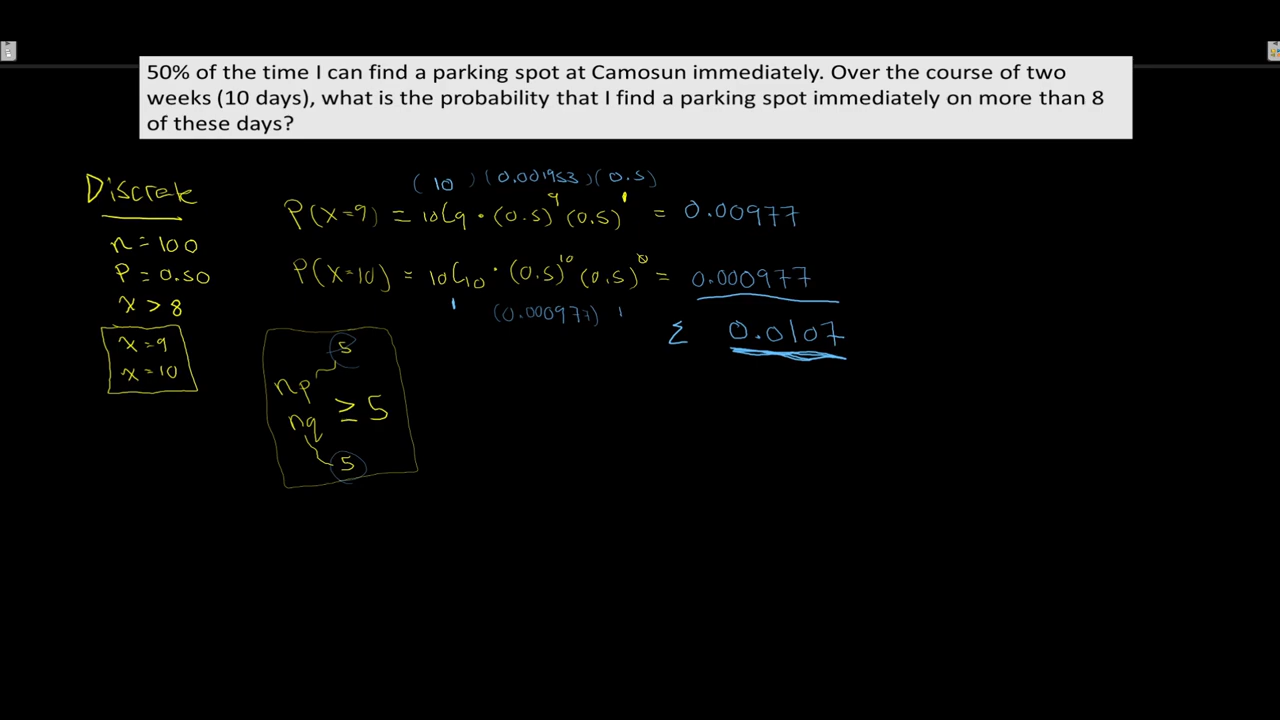 50% of the time I can find a parking spot at Camosun immediately. Over the course of two
weeks (10 days), what is the probability that I find a parking spot immediately on more than 8
of these days?
Discrete
n = 100
P = 0.50
x > 8
x = 9
x = 10
(10) (0.001953) (0.5)
P(x=9) = 10C9 · (0.5)^9 (0.5)^1 = 0.00977
P(x=10) = 10C10 · (0.5)^10 (0.5)^0 = 0.000977
1 (0.000977) 1
Σ 0.0107
5
np
nq ≥ 5
5